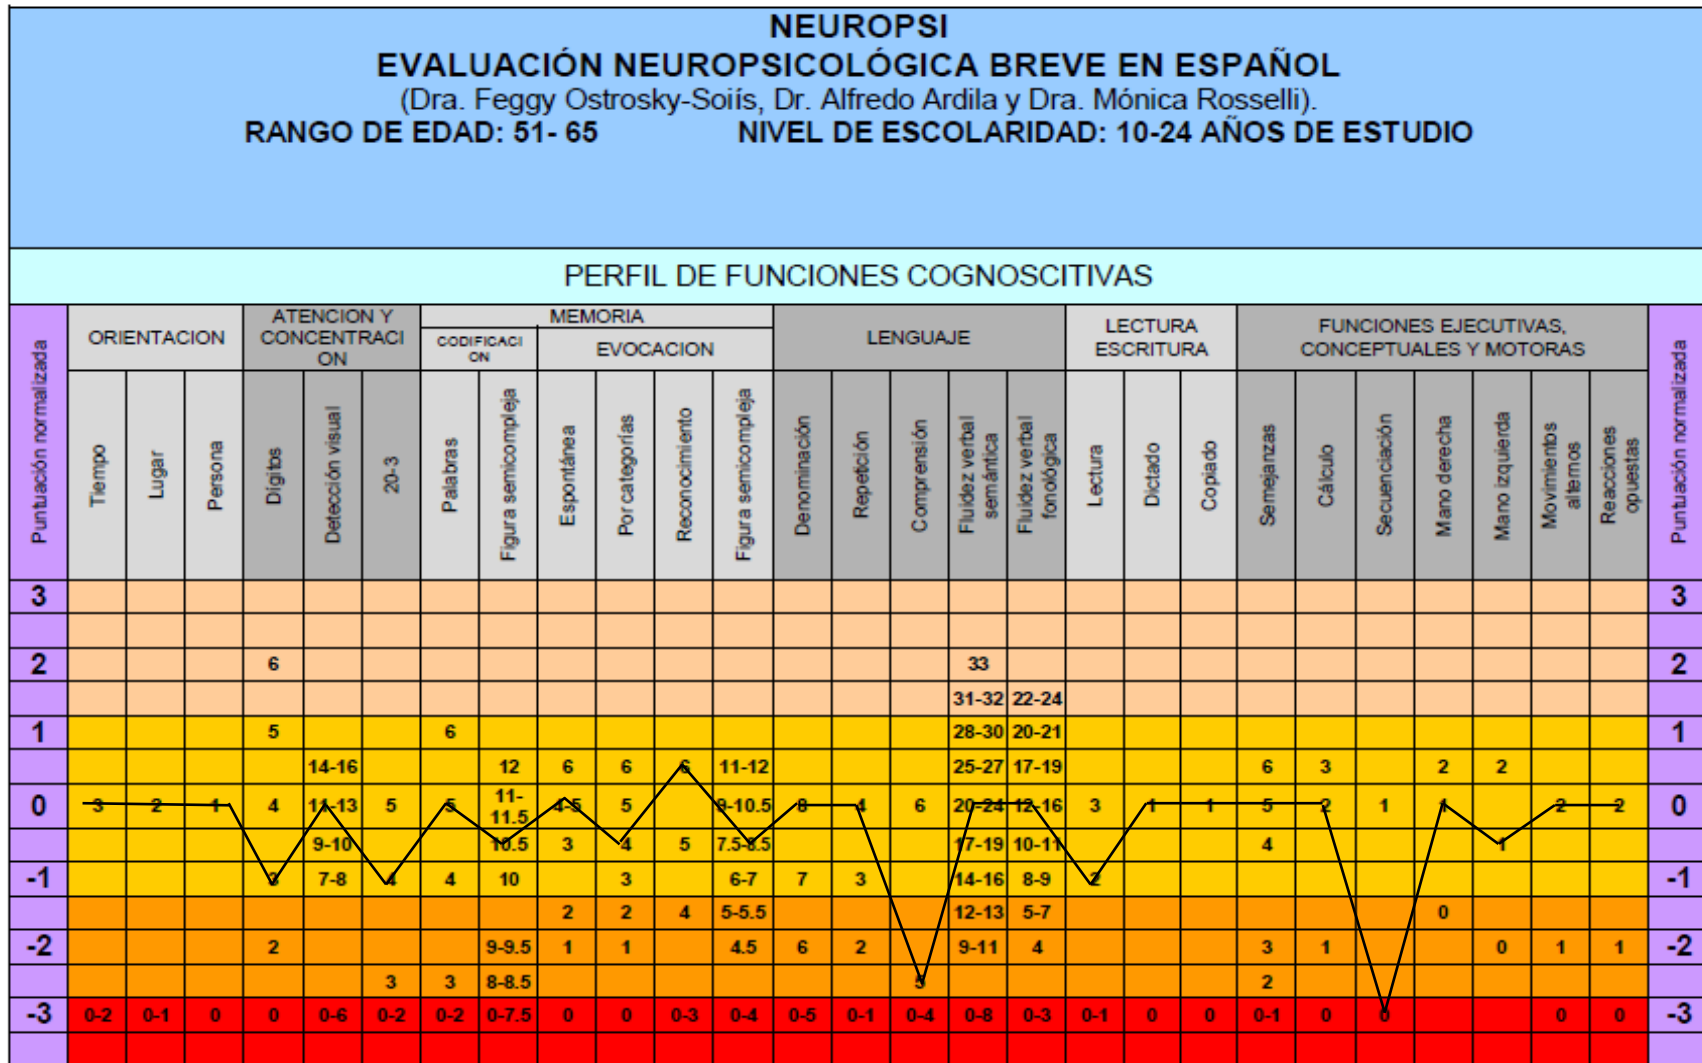 NEUROPSI
EVALUACIÓN NEUROPSICOLÓGICA BREVE EN ESPAÑOL
(Dra. Feggy Ostrosky-Soiís, Dr. Alfredo Ardila y Dra. Mónica Rosselli).
RANGO DE EDAD: 51- 65 NIVEL DE ESCOLARIDAD: 10-24 AÑOS DE ESTUDIO
PERFIL DE FUNCIONES COGNOSCITIVAS
Puntuación normalizada
ORIENTACION
ATENCION Y
CONCENTRACI
ON
MEMORIA
CODIFICACI
ON
EVOCACION
LENGUAJE
LECTURA
ESCRITURA
FUNCIONES EJECUTIVAS,
CONCEPTUALES Y MOTORAS
Puntuación normalizada
Tiempo
Lugar
Persona
Dígitos
Detección visual
20-3
Palabras
Figura semicompleja
Espontánea
Por categorías
Reconocimiento
Figura semicompleja
Denominación
Repetición
Comprensión
Fluidez verbal
semántica
Fluidez verbal
fonológica
Lectura
Dictado
Copiado
Semejanzas
Cálculo
Secuenciación
Mano derecha
Mano izquierda
Movimientos
alternos
Reacciones
opuestas
3 3
2 6 33 2
31-32 22-24
1 5 6 28-30 20-21 1
14-16 12 6 6 6 11-12 25-27 17-19 6 3 2 2
0 3 2 1 4 11-13 5 5 11-11.5 4-5 5 9-10.5 8 4 6 20-24 12-16 3 1 1 5 2 1 1 2 2 0
9-10 10.5 3 4 5 7.5-8.5 17-19 10-11 4 1
-1 3 7-8 4 4 10 3 6-7 7 3 14-16 8-9 2 -1
2 2 4 5-5.5 12-13 5-7 0
-2 2 9-9.5 1 1 4.5 6 2 9-11 4 3 1 0 1 1 -2
3 3 8-8.5 5 2
-3 0-2 0-1 0 0 0-6 0-2 0-2 0-7.5 0 0 0-3 0-4 0-5 0-1 0-4 0-8 0-3 0-1 0 0 0-1 0 0 0 0 -3